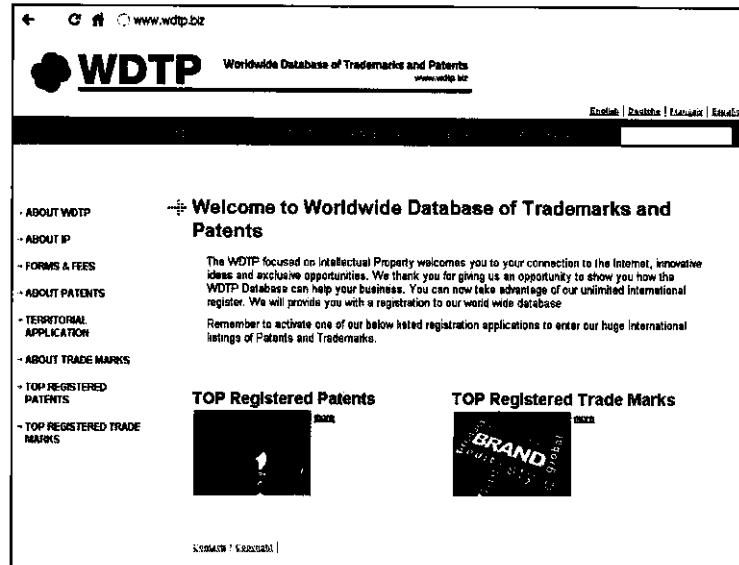 www.wdtp.biz
WDTP
Worldwide Database of Trademarks and Patents
www.wdtp.biz
English | Deutsche | Français | Españo
- ABOUT WDTP
- ABOUT IP
- FORMS & FEES
- ABOUT PATENTS
- TERRITORIAL
APPLICATION
- ABOUT TRADE MARKS
- TOP REGISTERED
PATENTS
- TOP REGISTERED TRADE
MARKS
Welcome to Worldwide Database of Trademarks and
Patents
The WDTP focused on Intellectual Property welcomes you to your connection to the Internet, innovative
ideas and exclusive opportunities. We thank you for giving us an opportunity to show you how the
WDTP Database can help your business. You can now take advantage of our unlimited international
register. We will provide you with a registration to our world wide database
Remember to activate one of our below listed registration applications to enter our huge International
listings of Patents and Trademarks.
TOP Registered Patents
more
TOP Registered Trade Marks
more
BRAND
global
Contacts | Copyright |